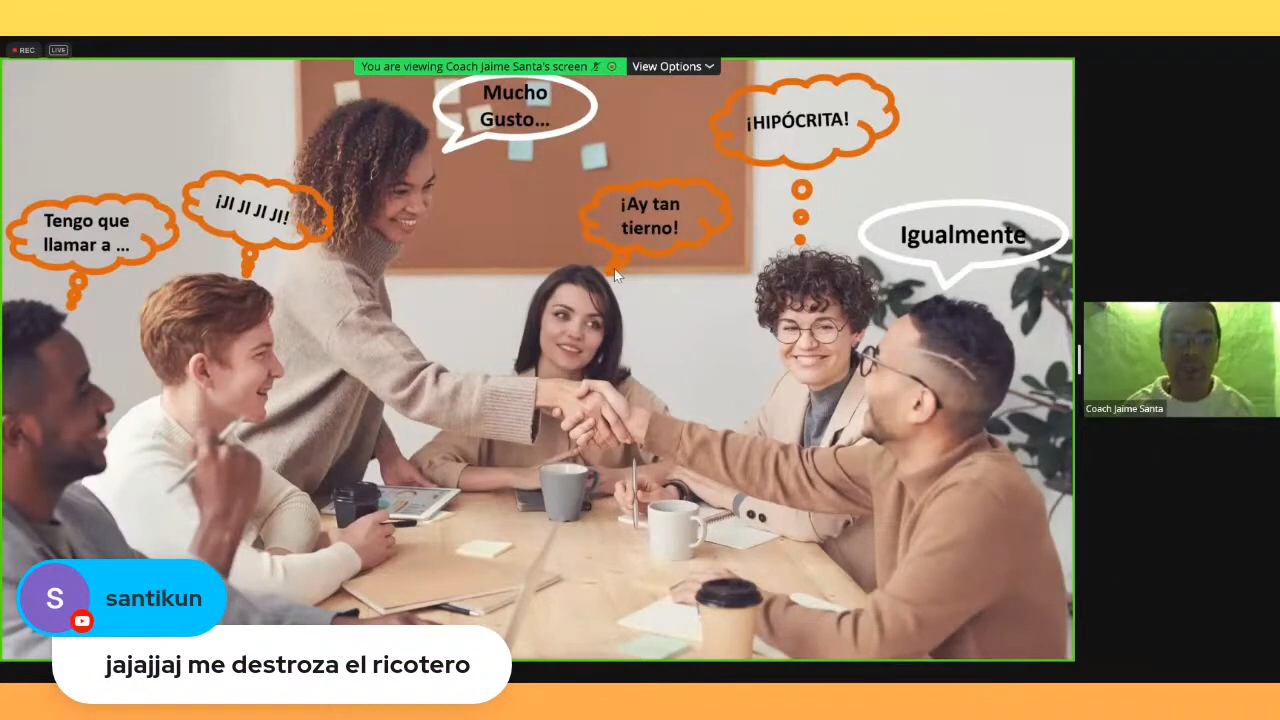 REC
LIVE
You are viewing Coach Jaime Santa's screen
View Options
Mucho
Gusto...
¡HIPÓCRITA!
¡JI JI JI JI!
Tengo que
llamar a ...
¡Ay tan
tierno!
Igualmente
Coach Jaime Santa
S
santikun
jajajjaj me destroza el ricotero